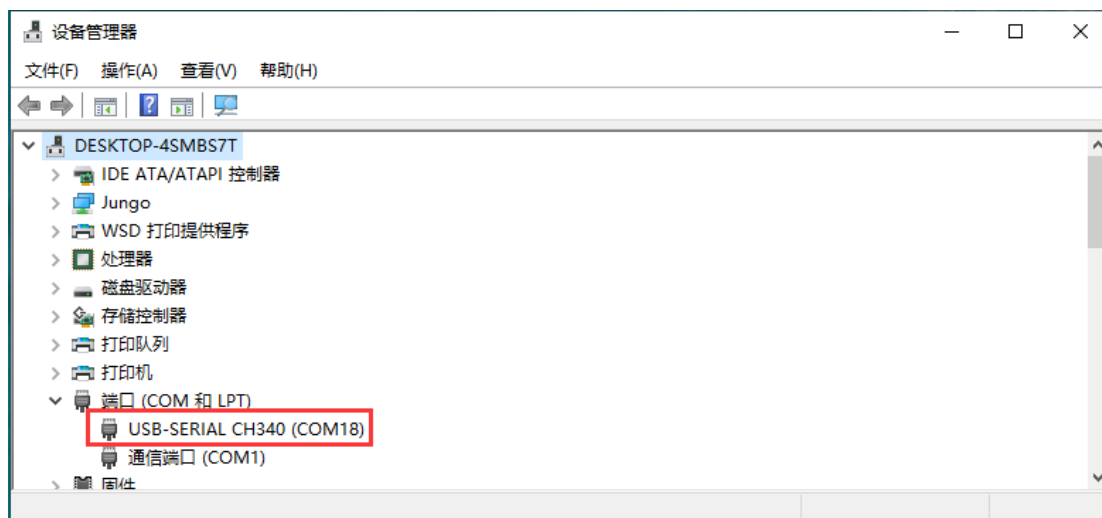 设备管理器
文件(F) 操作(A) 查看(V) 帮助(H)
DESKTOP-4SMBS7T
IDE ATA/ATAPI 控制器
Jungo
WSD 打印提供程序
处理器
磁盘驱动器
存储控制器
打印队列
打印机
端口 (COM 和 LPT)
USB-SERIAL CH340 (COM18)
通信端口 (COM1)
固件